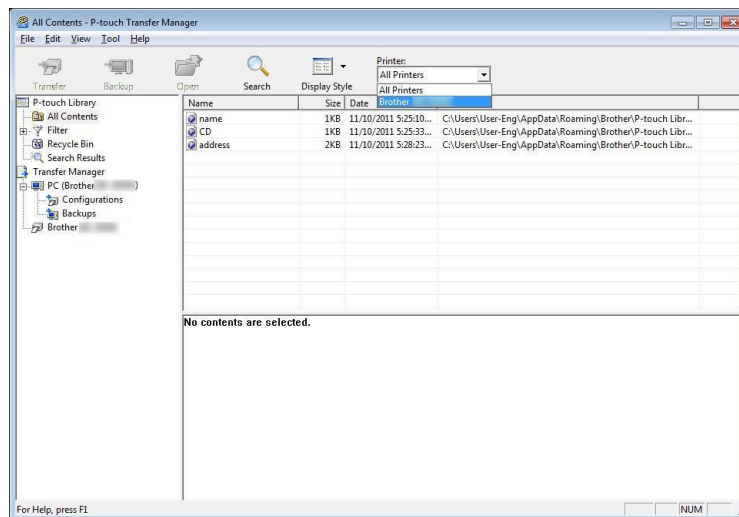 All Contents - P-touch Transfer Manager
File Edit View Tool Help
Transfer Backup Open Search Display Style
Printer:
All Printers
All Printers
Brother
P-touch Library
All Contents
Filter
Recycle Bin
Search Results
Transfer Manager
PC (Brother )
Configurations
Backups
Brother
Name Size Date
name 1KB 11/10/2011 5:25:10... C:\Users\User-Eng\AppData\Roaming\Brother\P-touch Libr...
CD 1KB 11/10/2011 5:25:33... C:\Users\User-Eng\AppData\Roaming\Brother\P-touch Libr...
address 2KB 11/10/2011 5:28:23... C:\Users\User-Eng\AppData\Roaming\Brother\P-touch Libr...
No contents are selected.
For Help, press F1
NUM